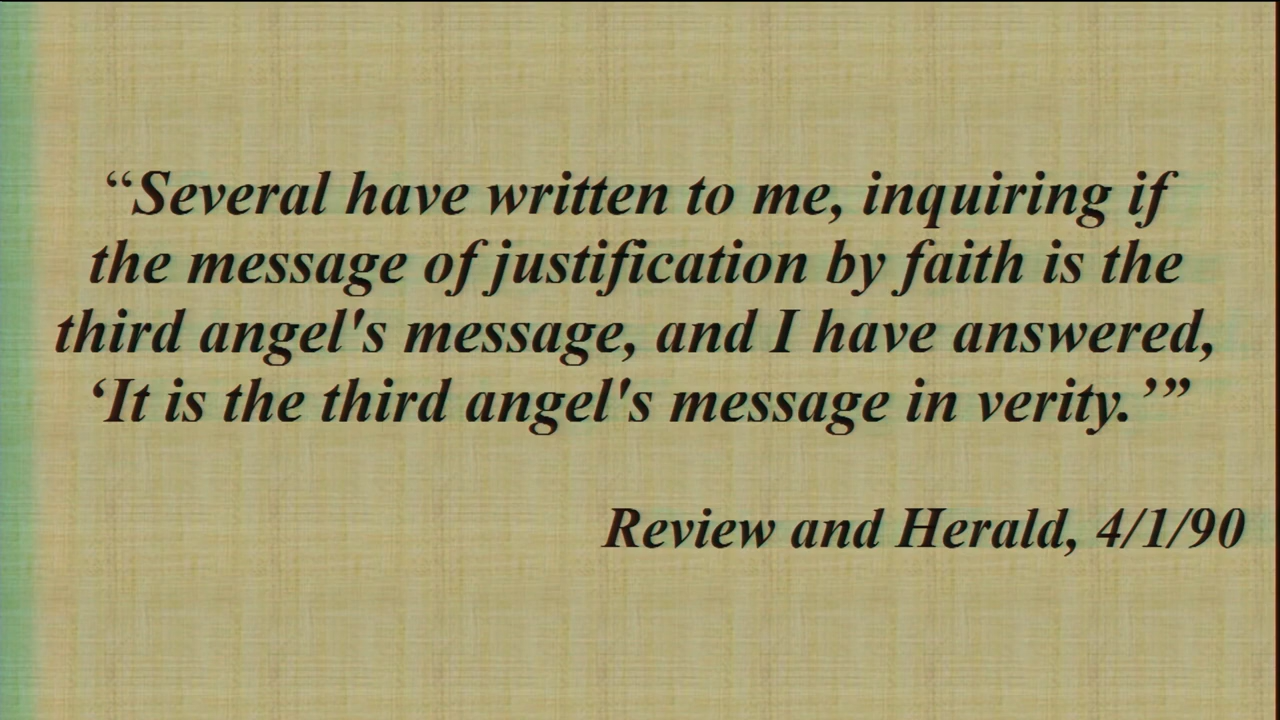 “Several have written to me, inquiring if
the message of justification by faith is the
third angel's message, and I have answered,
‘It is the third angel's message in verity.’”
Review and Herald, 4/1/90